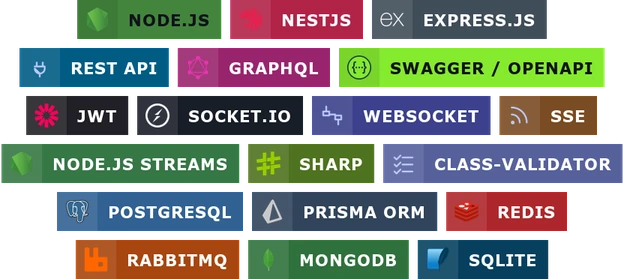 NODE.JS NESTJS ex EXPRESS.JS
REST API GRAPHQL SWAGGER / OPENAPI
JWT SOCKET.IO WEBSOCKET SSE
NODE.JS STREAMS SHARP CLASS-VALIDATOR
POSTGRESQL PRISMA ORM REDIS
RABBITMQ MONGODB SQLITE